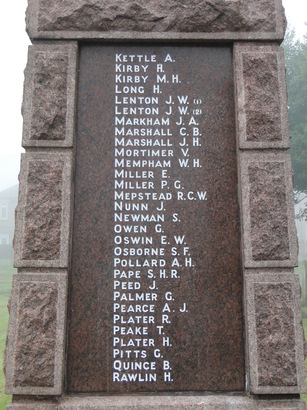 KETTLE A.
KIRBY H.
KIRBY M.H.
LONG H.
LENTON J.W. (1)
LENTON J.W. (2)
MARKHAM J.A.
MARSHALL C.B.
MARSHALL J.H.
MORTIMER V.
MEMPHAM W.H.
MILLER E.
MILLER P.G.
MEPSTEAD R.C.W.
NUNN J.
NEWMAN S.
OWEN G.
OSWIN E.W.
OSBORNE S.F.
POLLARD A.H.
PAPE S.H.R.
PEED J.
PALMER G.
PEARCE A.J.
PLATER R.
PEAKE T.
PLATER H.
PITTS G.
QUINCE B.
RAWLIN H.